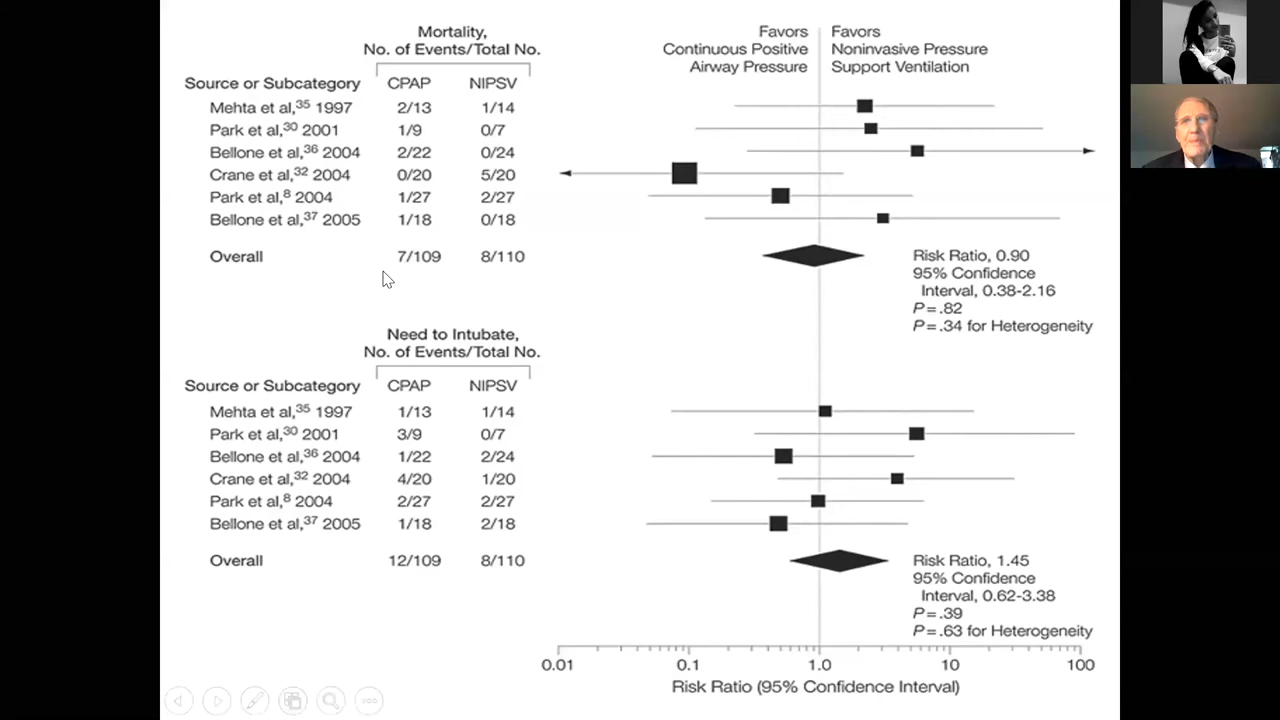 Mortality,
No. of Events/Total No.
Favors
Continuous Positive
Airway Pressure
Favors
Noninvasive Pressure
Support Ventilation
Source or Subcategory CPAP NIPSV
Mehta et al,35 1997 2/13 1/14
Park et al,30 2001 1/9 0/7
Bellone et al,36 2004 2/22 0/24
Crane et al,32 2004 0/20 5/20
Park et al,8 2004 1/27 2/27
Bellone et al,37 2005 1/18 0/18
Overall 7/109 8/110
Risk Ratio, 0.90
95% Confidence
Interval, 0.38-2.16
P=.82
P=.34 for Heterogeneity
Need to Intubate,
No. of Events/Total No.
Source or Subcategory CPAP NIPSV
Mehta et al,35 1997 1/13 1/14
Park et al,30 2001 3/9 0/7
Bellone et al,36 2004 1/22 2/24
Crane et al,32 2004 4/20 1/20
Park et al,8 2004 2/27 2/27
Bellone et al,37 2005 1/18 2/18
Overall 12/109 8/110
Risk Ratio, 1.45
95% Confidence
Interval, 0.62-3.38
P=.39
P=.63 for Heterogeneity
0.01 0.1 1.0 10 100
Risk Ratio (95% Confidence Interval)